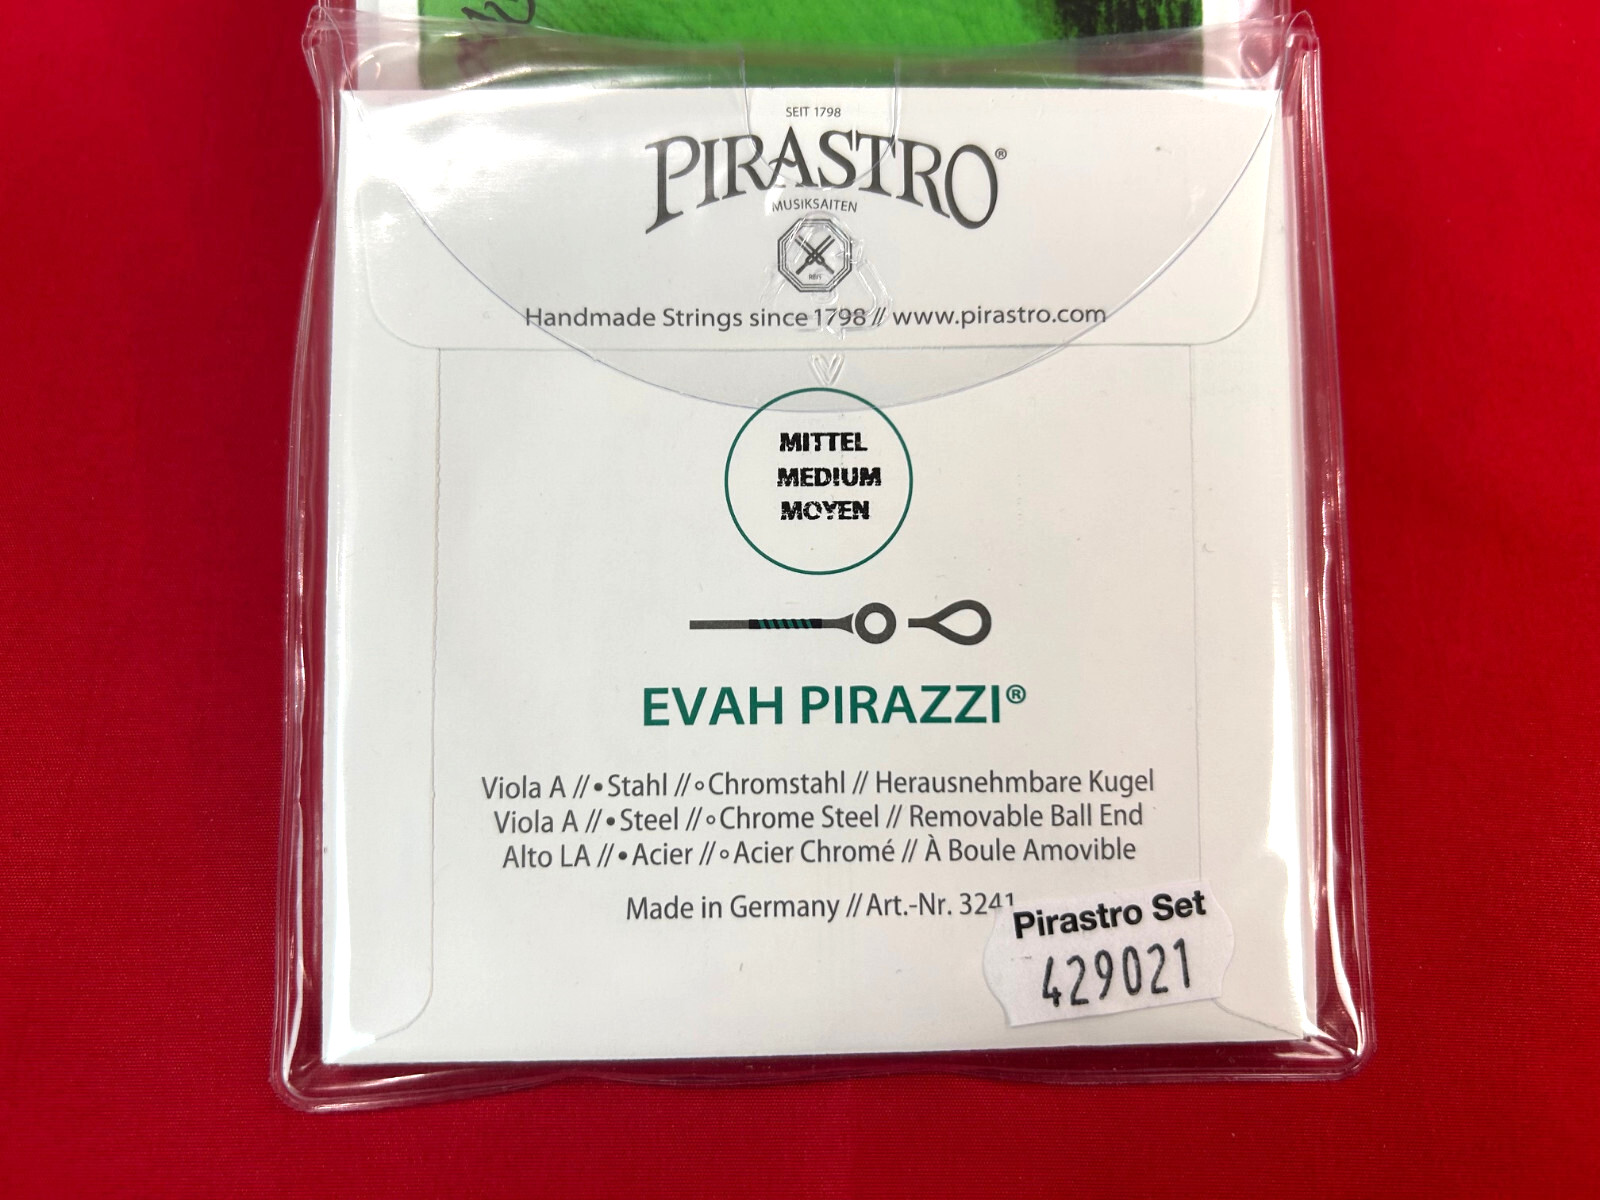 SEIT 1798
PIRASTRO®
MUSIKSAITEN
Handmade Strings since 1798 // www.pirastro.com
MITTEL
MEDIUM
MOYEN
EVAH PIRAZZI®
Viola A // • Stahl // ∘ Chromstahl // Herausnehmbare Kugel
Viola A // • Steel // ∘ Chrome Steel // Removable Ball End
Alto LA // • Acier // ∘ Acier Chromé // À Boule Amovible
Made in Germany // Art.-Nr. 3241
Pirastro Set
429021